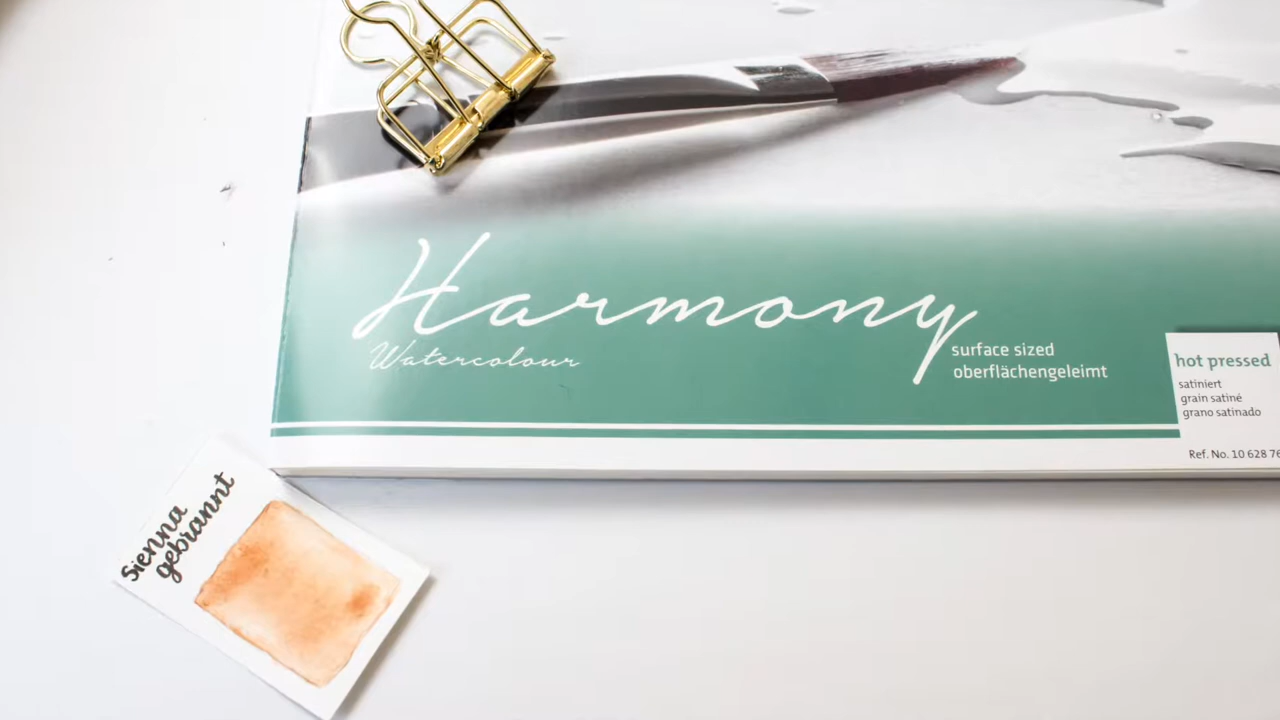 Harmony
Watercolour
surface sized
oberflächengeleimt
hot pressed
satiniert
grain satiné
grano satinado
Ref. No. 10 628 76
Sienna
gebrannt